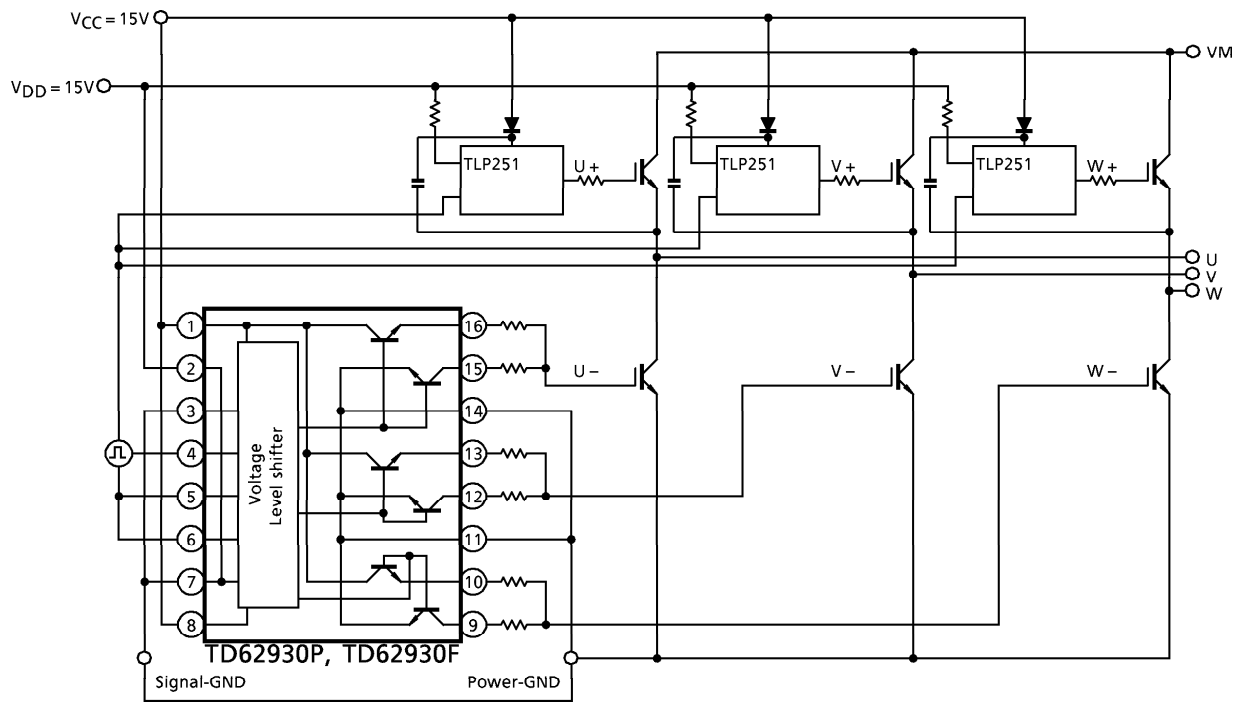 VCC = 15V
VM
VDD = 15V
TLP251
U +
TLP251
V +
TLP251
W +
U
V
W
1
16
2
15
U −
V −
W −
3
14
4
13
Voltage
Level shifter
5
12
6
11
7
10
8
9
TD62930P, TD62930F
Signal-GND
Power-GND